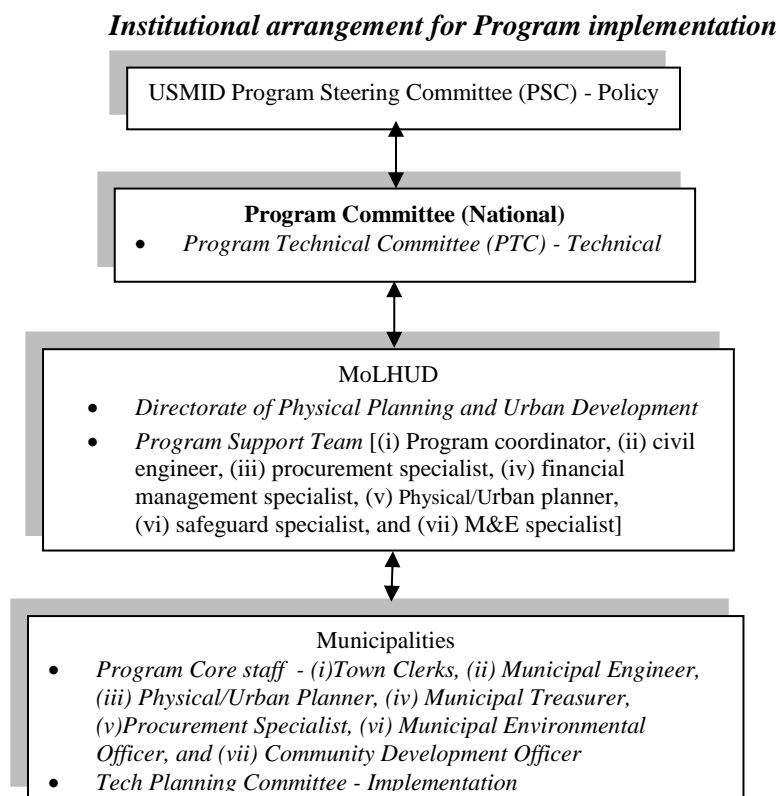 Institutional arrangement for Program implementation
USMID Program Steering Committee (PSC) - Policy
Program Committee (National)
• Program Technical Committee (PTC) - Technical
MoLHUD
• Directorate of Physical Planning and Urban Development
• Program Support Team [(i) Program coordinator, (ii) civil
engineer, (iii) procurement specialist, (iv) financial
management specialist, (v) Physical/Urban planner,
(vi) safeguard specialist, and (vii) M&E specialist]
Municipalities
• Program Core staff - (i)Town Clerks, (ii) Municipal Engineer,
(iii) Physical/Urban Planner, (iv) Municipal Treasurer,
(v)Procurement Specialist, (vi) Municipal Environmental
Officer, and (vii) Community Development Officer
• Tech Planning Committee - Implementation